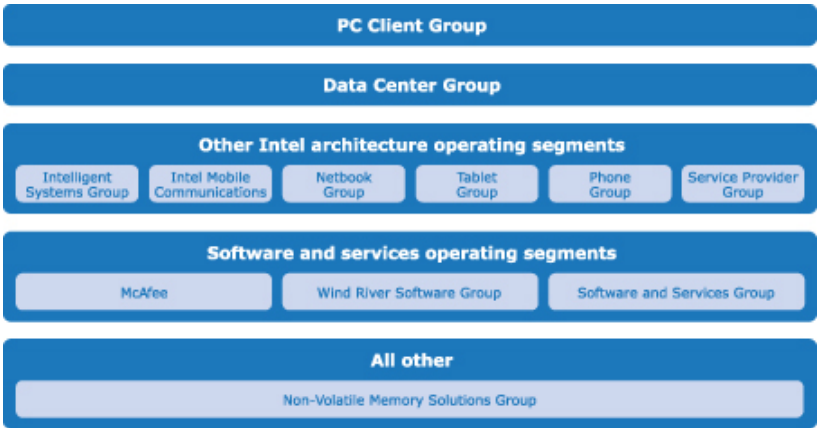 PC Client Group
Data Center Group
Other Intel architecture operating segments
Intelligent
Systems Group
Intel Mobile
Communications
Netbook
Group
Tablet
Group
Phone
Group
Service Provider
Group
Software and services operating segments
McAfee
Wind River Software Group
Software and Services Group
All other
Non-Volatile Memory Solutions Group